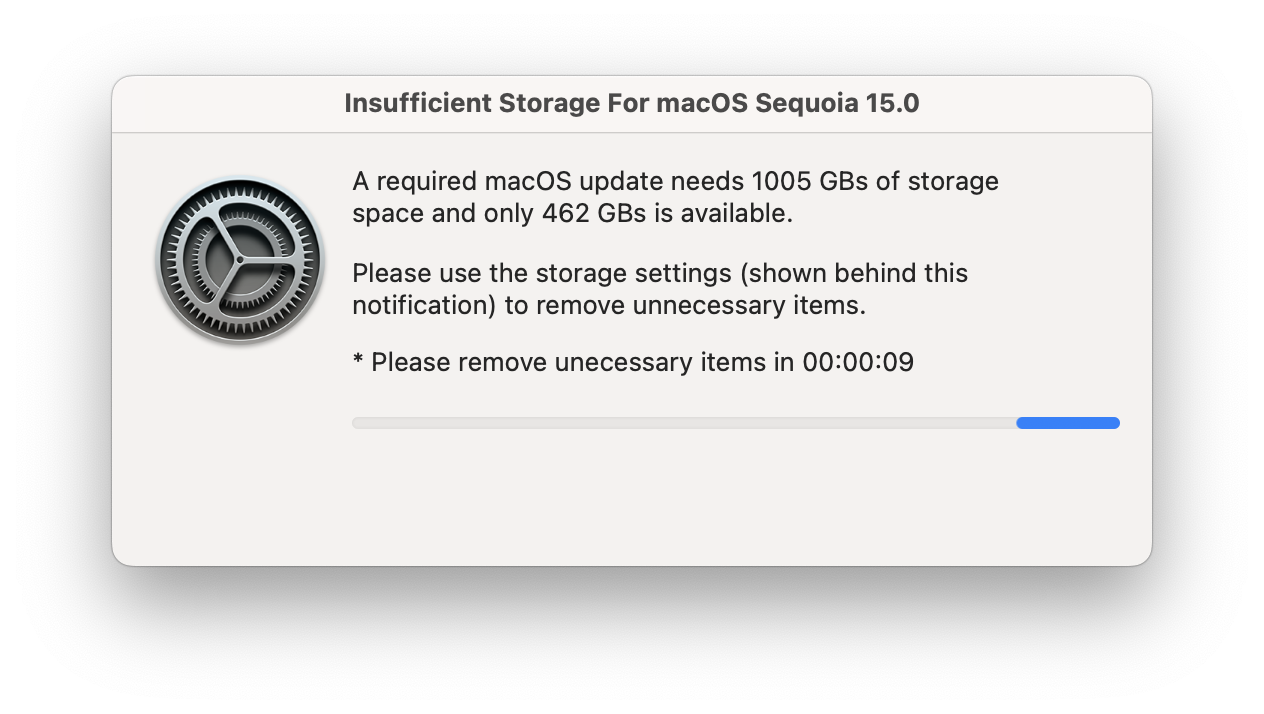 Insufficient Storage For macOS Sequoia 15.0
A required macOS update needs 1005 GBs of storage
space and only 462 GBs is available.
Please use the storage settings (shown behind this
notification) to remove unnecessary items.
* Please remove unecessary items in 00:00:09